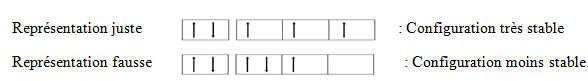 Représentation juste : Configuration très stable
Représentation fausse : Configuration moins stable.